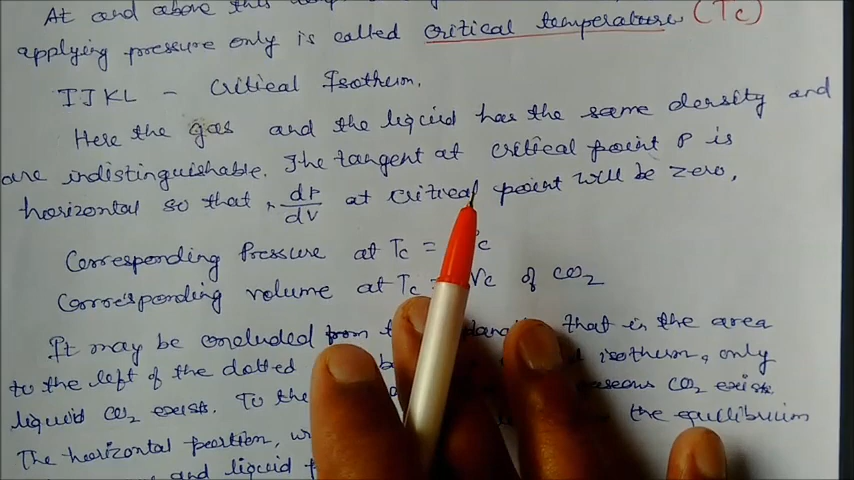 At and above this
applying pressure only is called critical temperature (Tc)
IJKL - Critical Isotherm.
Here the gas and the liquid has the same density and
are indistinguishable. The tangent at critical point P is
horizontal so that dP/dV at critical point will be zero.
Corresponding Pressure at Tc = c
Corresponding volume at Tc = Vc of CO2
It may be concluded from that in the area
to the left of the dotted isotherm, only
liquid CO2 exists. To the CO2 exists.
The horizontal portion, the equilibrium
and liquid